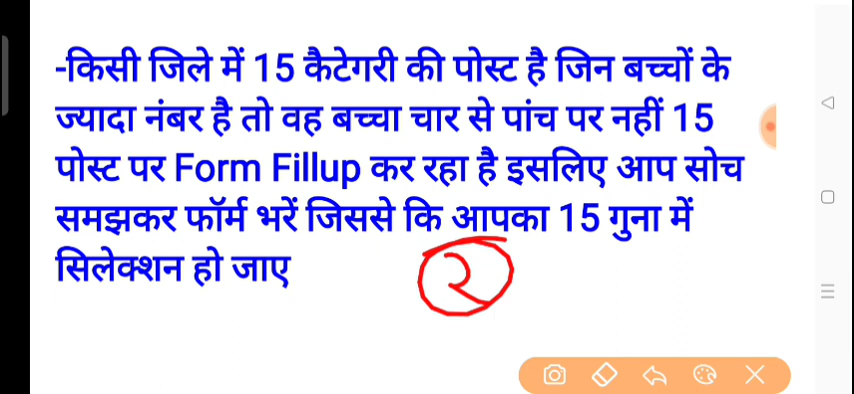 -किसी जिले में 15 कैटेगरी की पोस्ट है जिन बच्चों के
ज्यादा नंबर है तो वह बच्चा चार से पांच पर नहीं 15
पोस्ट पर Form Fillup कर रहा है इसलिए आप सोच
समझकर फॉर्म भरें जिससे कि आपका 15 गुना में
सिलेक्शन हो जाए
२